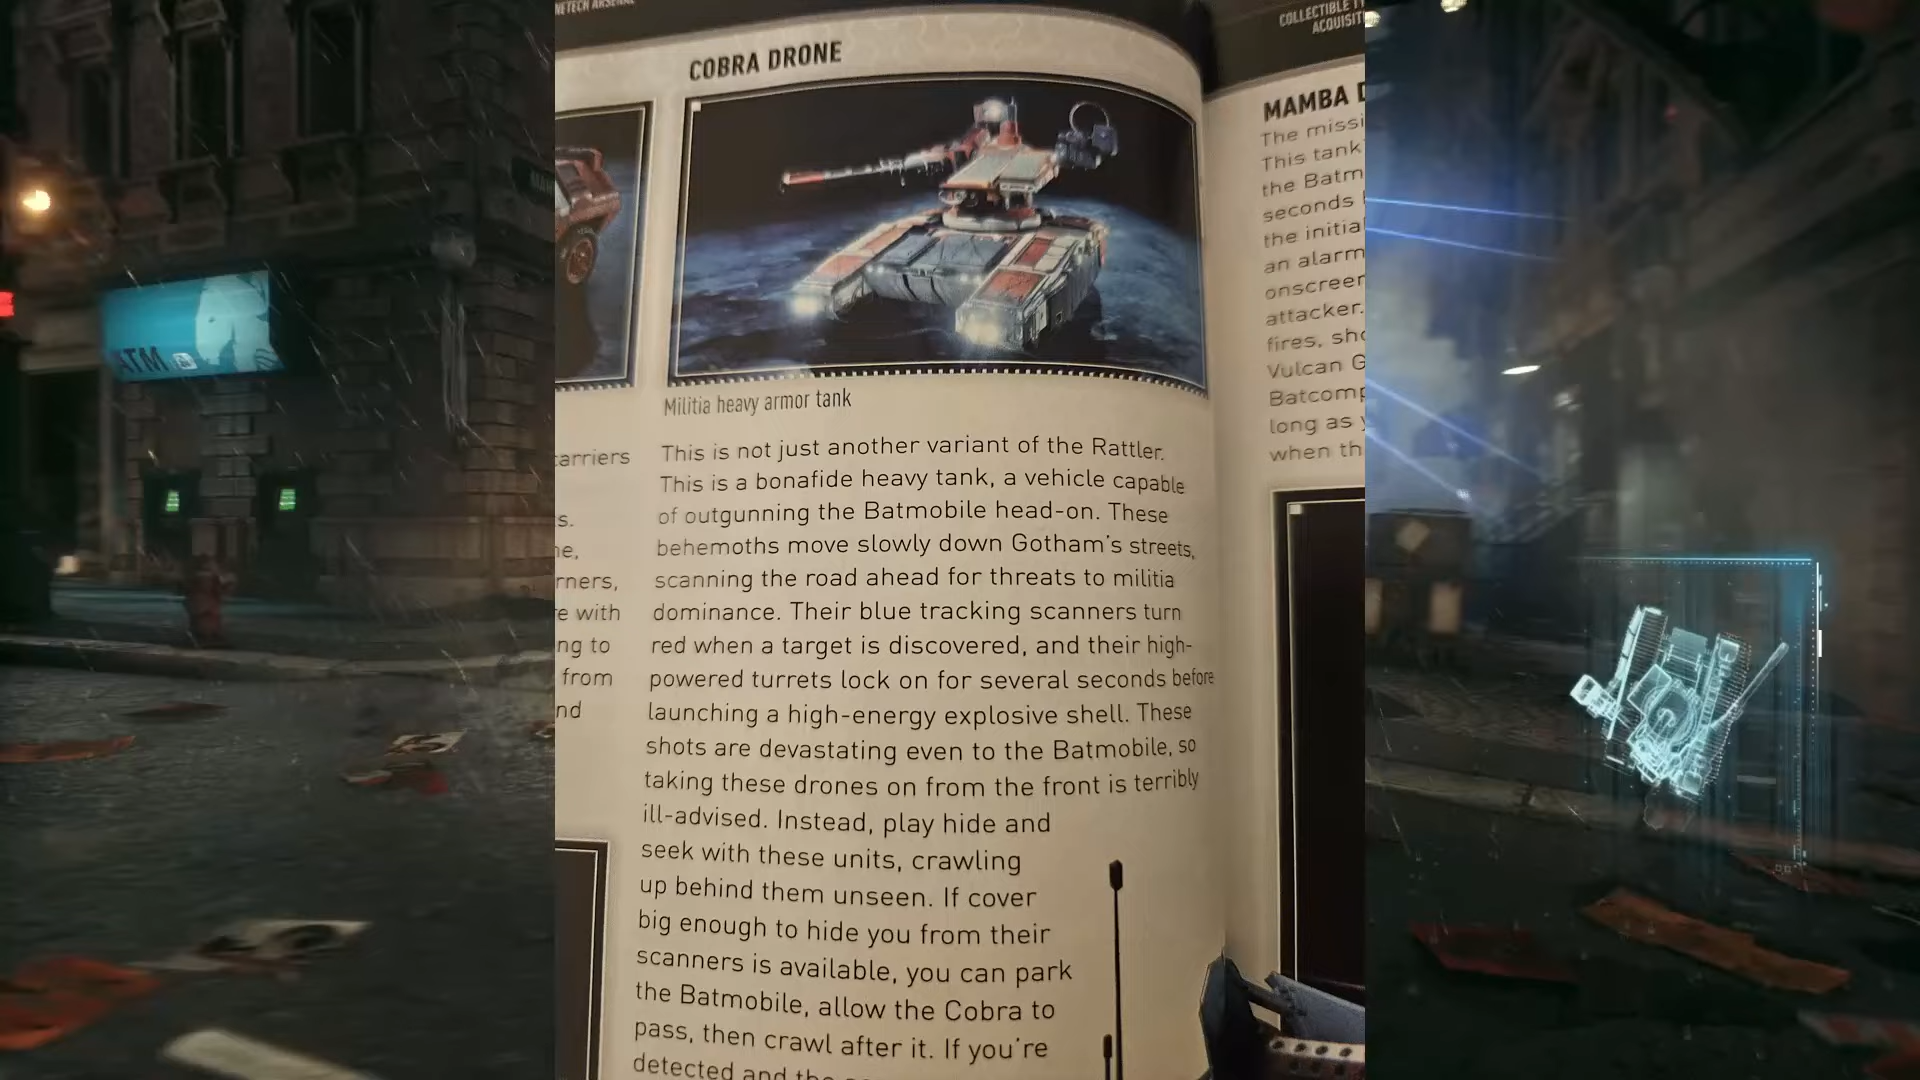 ATM
COLLECTIBLE
COBRA DRONE
Militia heavy armor tank
This is not just another variant of the Rattler.
This is a bonafide heavy tank, a vehicle capable
of outgunning the Batmobile head-on. These
behemoths move slowly down Gotham's streets,
scanning the road ahead for threats to militia
dominance. Their blue tracking scanners turn
red when a target is discovered, and their high-
powered turrets lock on for several seconds before
launching a high-energy explosive shell. These
shots are devastating even to the Batmobile, so
taking these drones on from the front is terribly
ill-advised. Instead, play hide and
seek with these units, crawling
up behind them unseen. If cover
big enough to hide you from their
scanners is available, you can park
the Batmobile, allow the Cobra to
pass, then crawl after it. If you're
detected and
arriers
s.
e,
rners,
e with
ng to
from
nd
MAMBA
The missi
This tank
the Batm
seconds
the initia
an alarm
onscreen
attacker.
fires, sho
Vulcan G
Batcomp
long as
when th